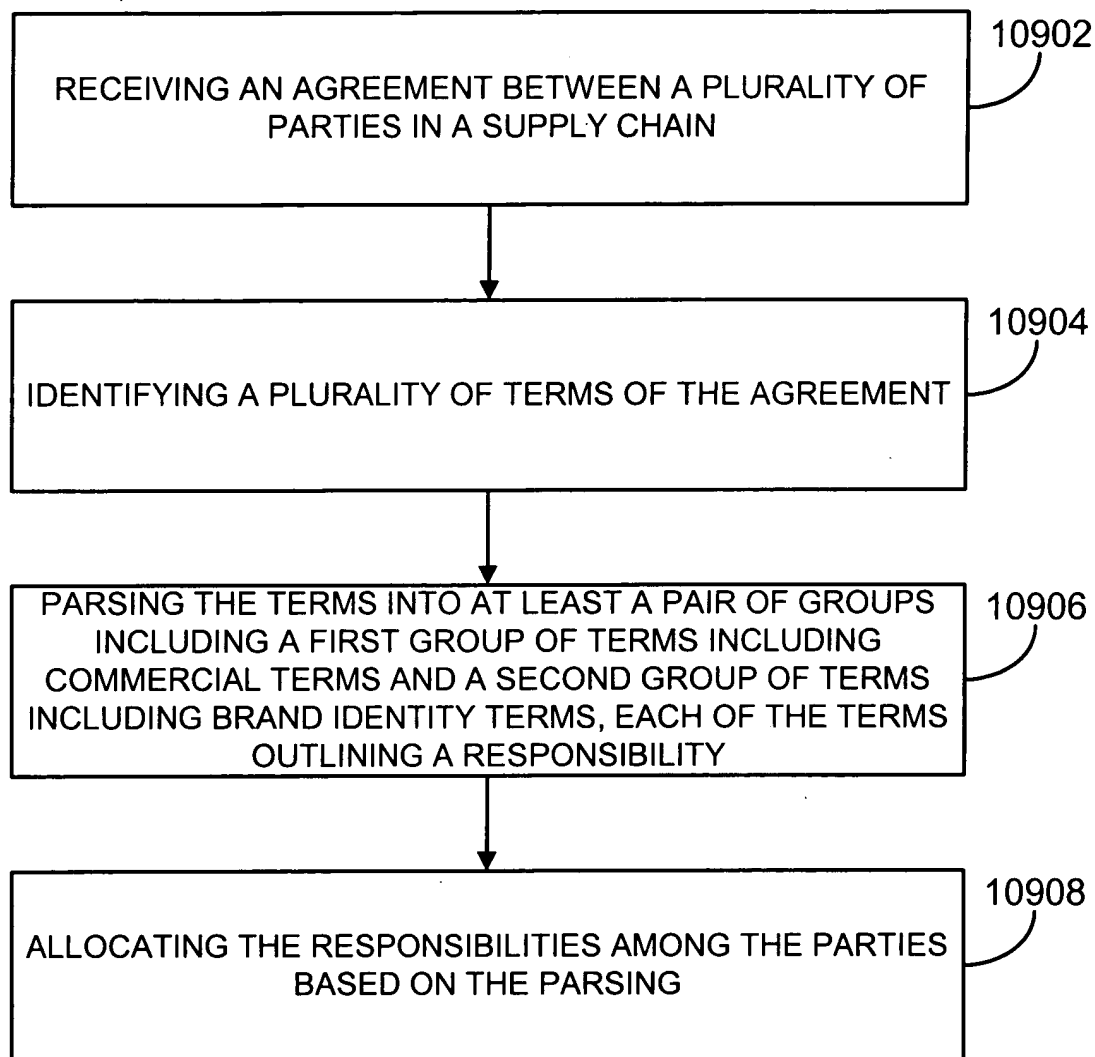 10902
RECEIVING AN AGREEMENT BETWEEN A PLURALITY OF
PARTIES IN A SUPPLY CHAIN
10904
IDENTIFYING A PLURALITY OF TERMS OF THE AGREEMENT
10906
PARSING THE TERMS INTO AT LEAST A PAIR OF GROUPS
INCLUDING A FIRST GROUP OF TERMS INCLUDING
COMMERCIAL TERMS AND A SECOND GROUP OF TERMS
INCLUDING BRAND IDENTITY TERMS, EACH OF THE TERMS
OUTLINING A RESPONSIBILITY
10908
ALLOCATING THE RESPONSIBILITIES AMONG THE PARTIES
BASED ON THE PARSING